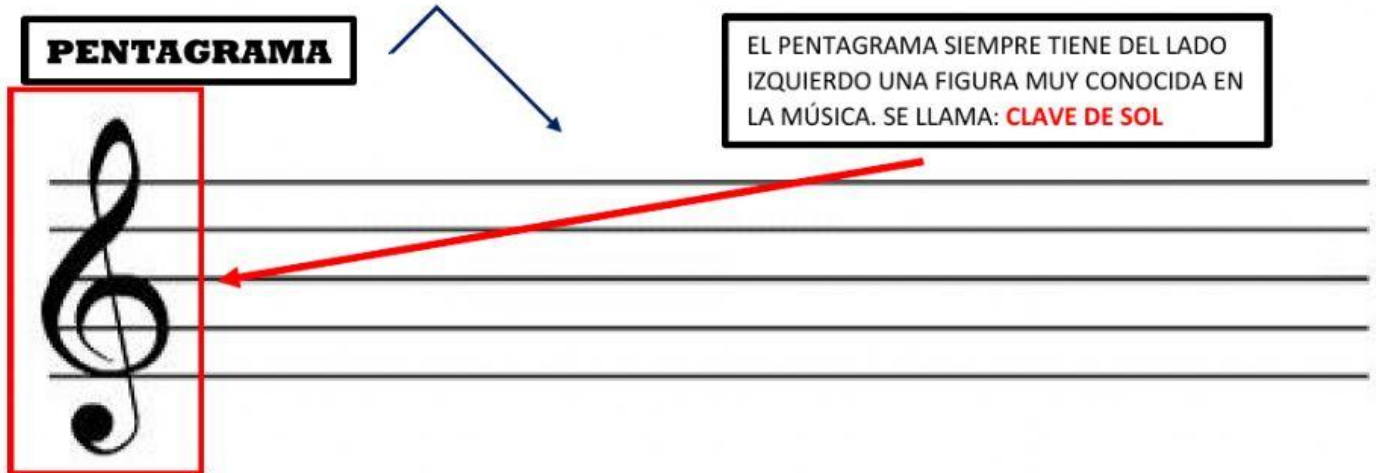 PENTAGRAMA
EL PENTAGRAMA SIEMPRE TIENE DEL LADO
IZQUIERDO UNA FIGURA MUY CONOCIDA EN
LA MÚSICA. SE LLAMA: CLAVE DE SOL